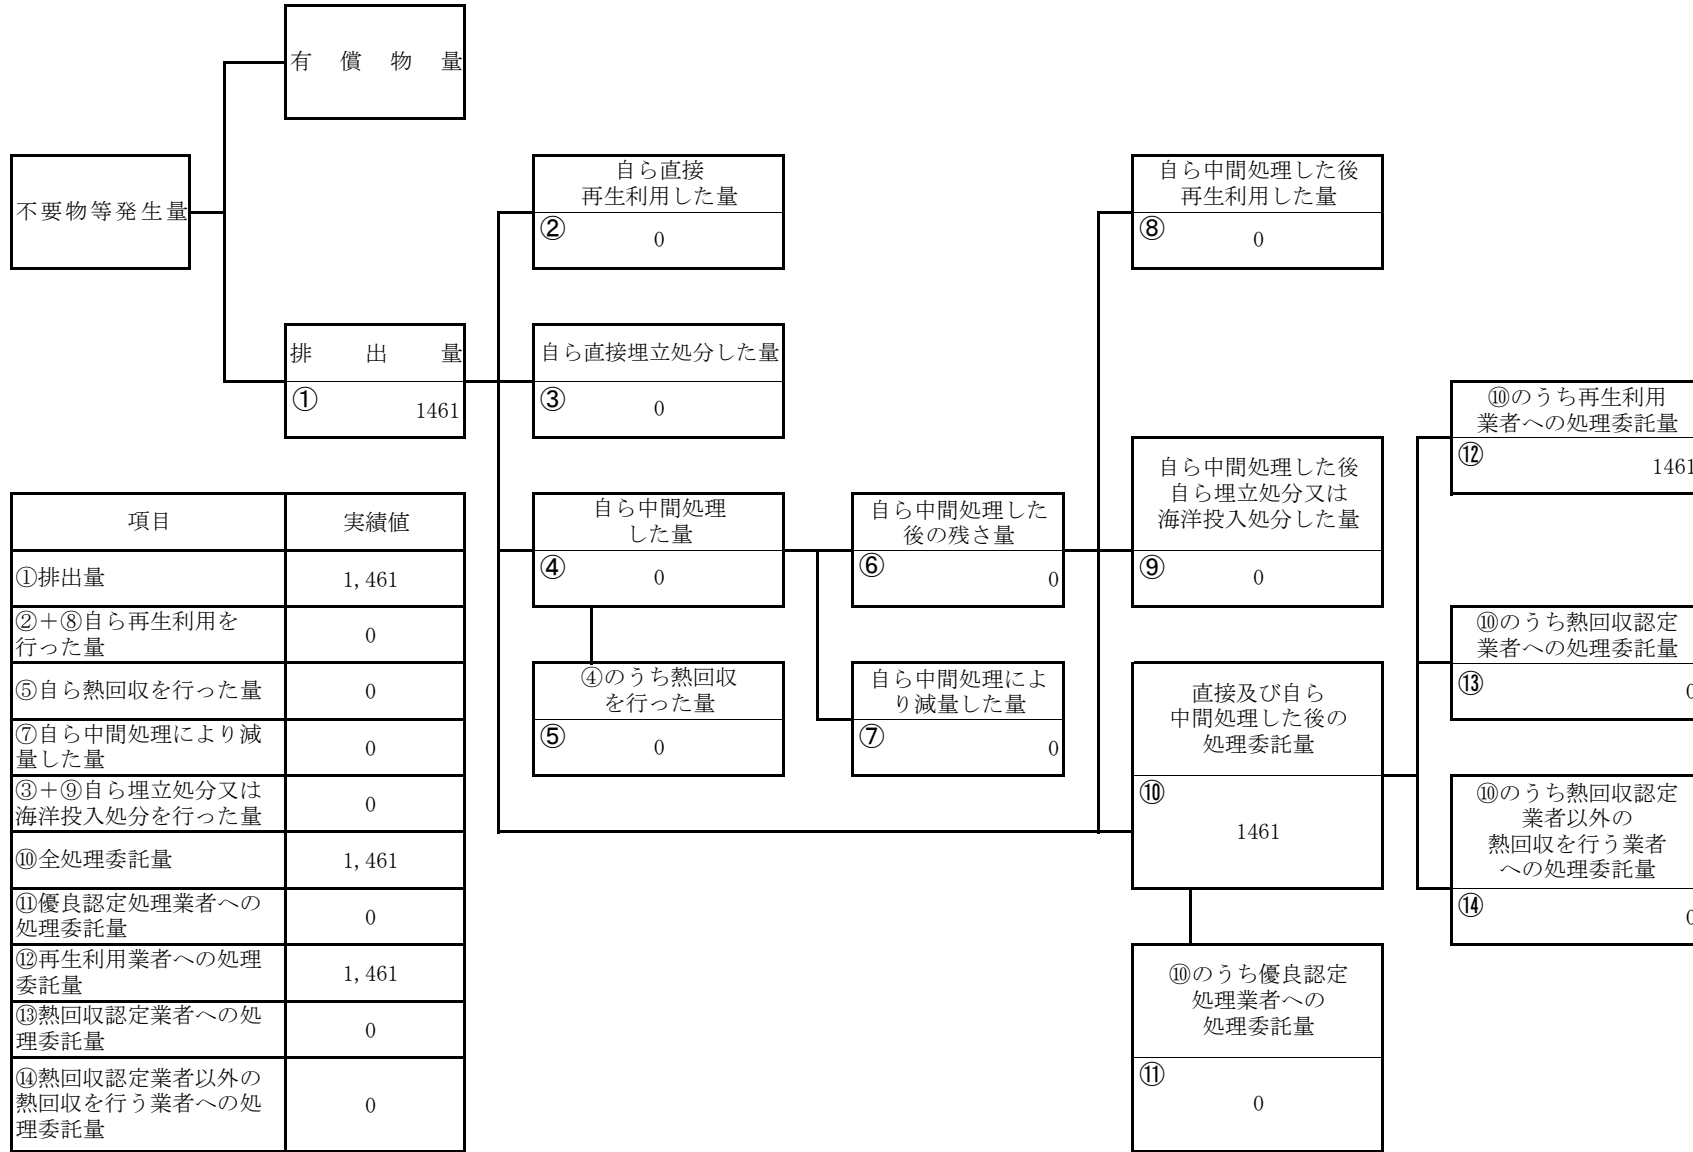 有償物量
不要物等発生量
排出量
①
1461
自ら直接
再生利用した量
②
0
自ら直接埋立処分した量
③
0
自ら中間処理
した量
④
0
④のうち熱回収
を行った量
⑤
0
自ら中間処理した
後の残さ量
⑥
0
自ら中間処理によ
り減量した量
⑦
0
自ら中間処理した後
再生利用した量
⑧
0
自ら中間処理した後
自ら埋立処分又は
海洋投入処分した量
⑨
0
直接及び自ら
中間処理した後の
処理委託量
⑩
1461
⑩のうち優良認定
処理業者への
処理委託量
⑪
0
⑩のうち再生利用
業者への処理委託量
⑫
1461
⑩のうち熱回収認定
業者への処理委託量
⑬
0
⑩のうち熱回収認定
業者以外の
熱回収を行う業者
への処理委託量
⑭
0
項目 実績値
①排出量 1,461
②＋⑧自ら再生利用を
行った量 0
⑤自ら熱回収を行った量 0
⑦自ら中間処理により減
量した量 0
③＋⑨自ら埋立処分又は
海洋投入処分を行った量 0
⑩全処理委託量 1,461
⑪優良認定処理業者への
処理委託量 0
⑫再生利用業者への処理
委託量 1,461
⑬熱回収認定業者への処
理委託量 0
⑭熱回収認定業者以外の
熱回収を行う業者への処
理委託量 0